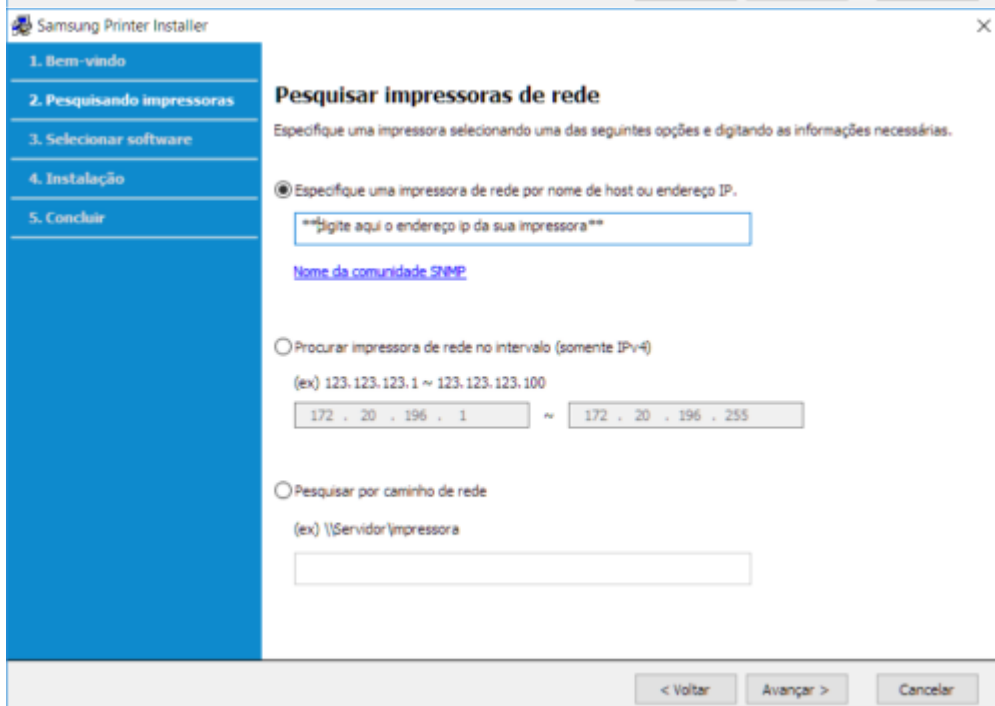 Samsung Printer Installer
1. Bem-vindo
2. Pesquisando impressoras
3. Selecionar software
4. Instalação
5. Concluir
Pesquisar impressoras de rede
Especifique uma impressora selecionando uma das seguintes opções e digitando as informações necessárias.
Especifique uma impressora de rede por nome de host ou endereço IP.
**digite aqui o endereço ip da sua impressora**
Nome da comunidade SNMP
Procurar impressora de rede no intervalo (somente IPv4)
(ex) 123.123.123.1 ~ 123.123.123.100
172 . 20 . 196 . 1 ~ 172 . 20 . 196 . 255
Pesquisar por caminho de rede
(ex) \\Servidor\impressora
< Voltar Avançar > Cancelar